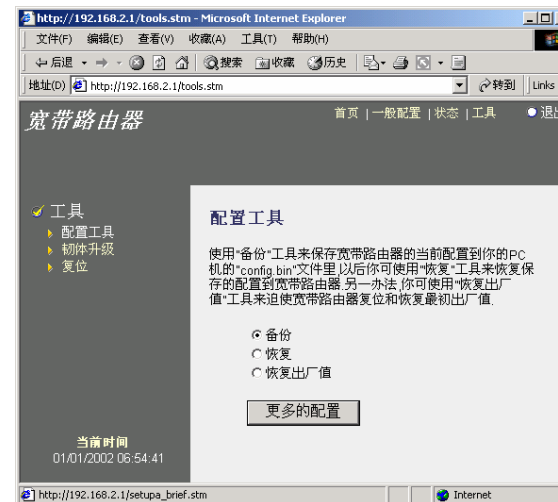 http://192.168.2.1/tools.stm - Microsoft Internet Explorer
文件(F) 编辑(E) 查看(V) 收藏(A) 工具(T) 帮助(H)
后退 搜索 收藏 历史
地址(D) http://192.168.2.1/tools.stm 转到 Links
宽带路由器
首页 | 一般配置 | 状态 | 工具 退出
工具
配置工具
韧体升级
复位
配置工具
使用"备份"工具来保存宽带路由器的当前配置到你的PC
机的"config.bin"文件里,以后你可使用"恢复"工具来恢复保
存的配置到宽带路由器.另一办法,你可使用"恢复出厂
值"工具来迫使宽带路由器复位和恢复最初出厂值.
备份
恢复
恢复出厂值
更多的配置
当前时间
01/01/2002 06:54:41
http://192.168.2.1/setupa_brief.stm Internet